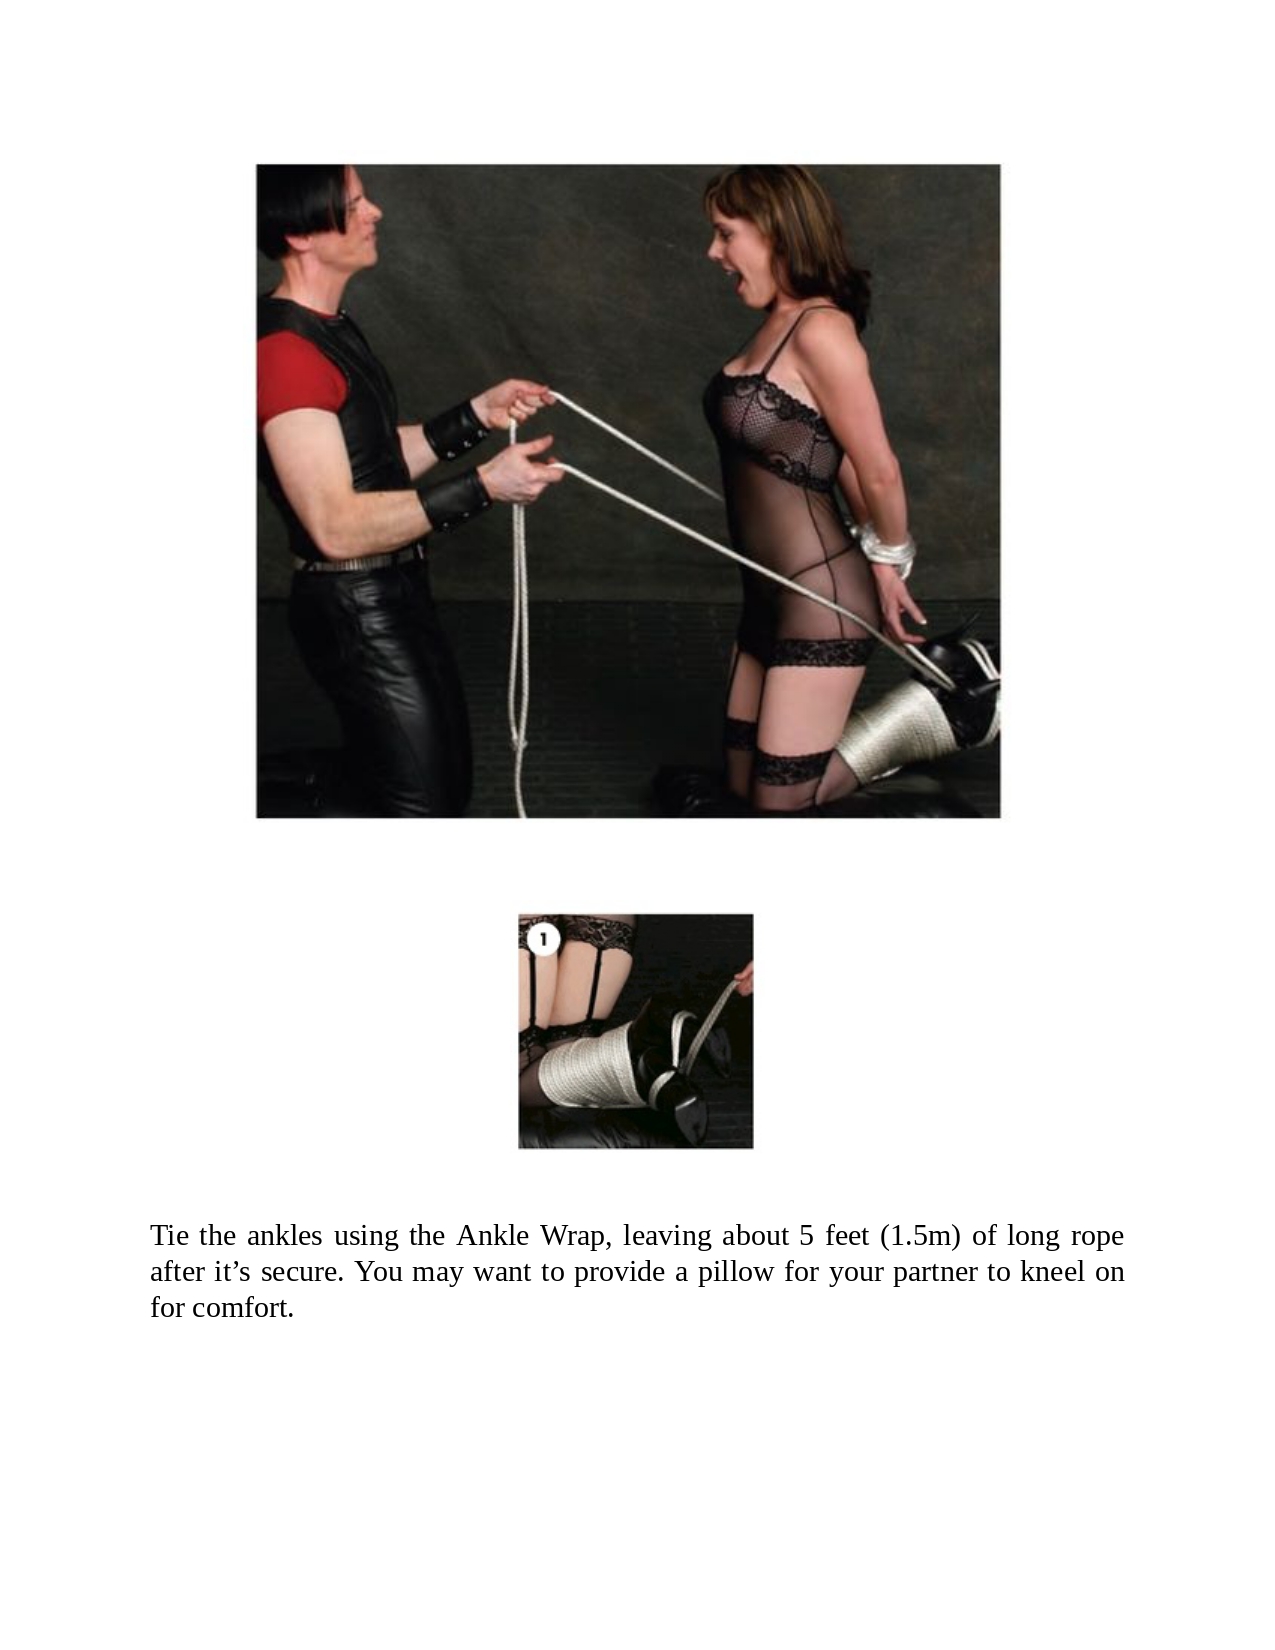 1
Tie the ankles using the Ankle Wrap, leaving about 5 feet (1.5m) of long rope
after it’s secure. You may want to provide a pillow for your partner to kneel on
for comfort.